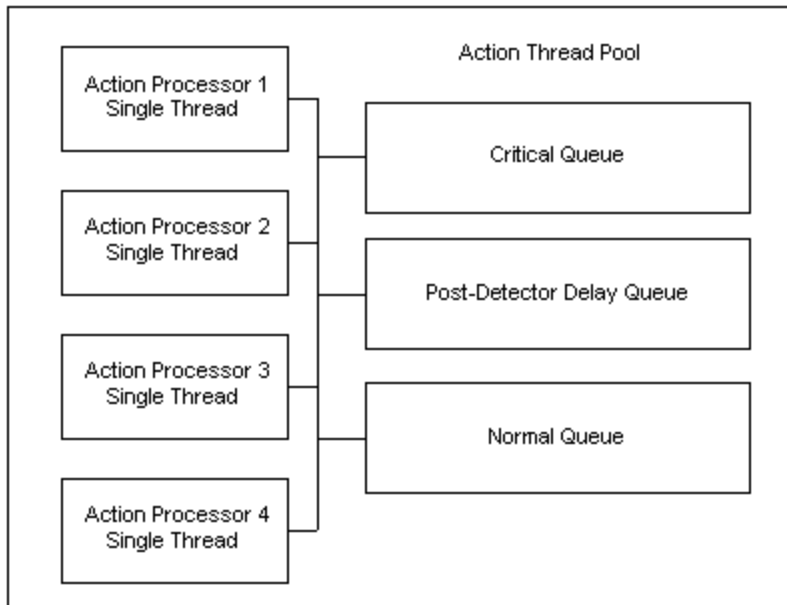 Action Thread Pool
Action Processor 1
Single Thread
Critical Queue
Action Processor 2
Single Thread
Post-Detector Delay Queue
Action Processor 3
Single Thread
Normal Queue
Action Processor 4
Single Thread